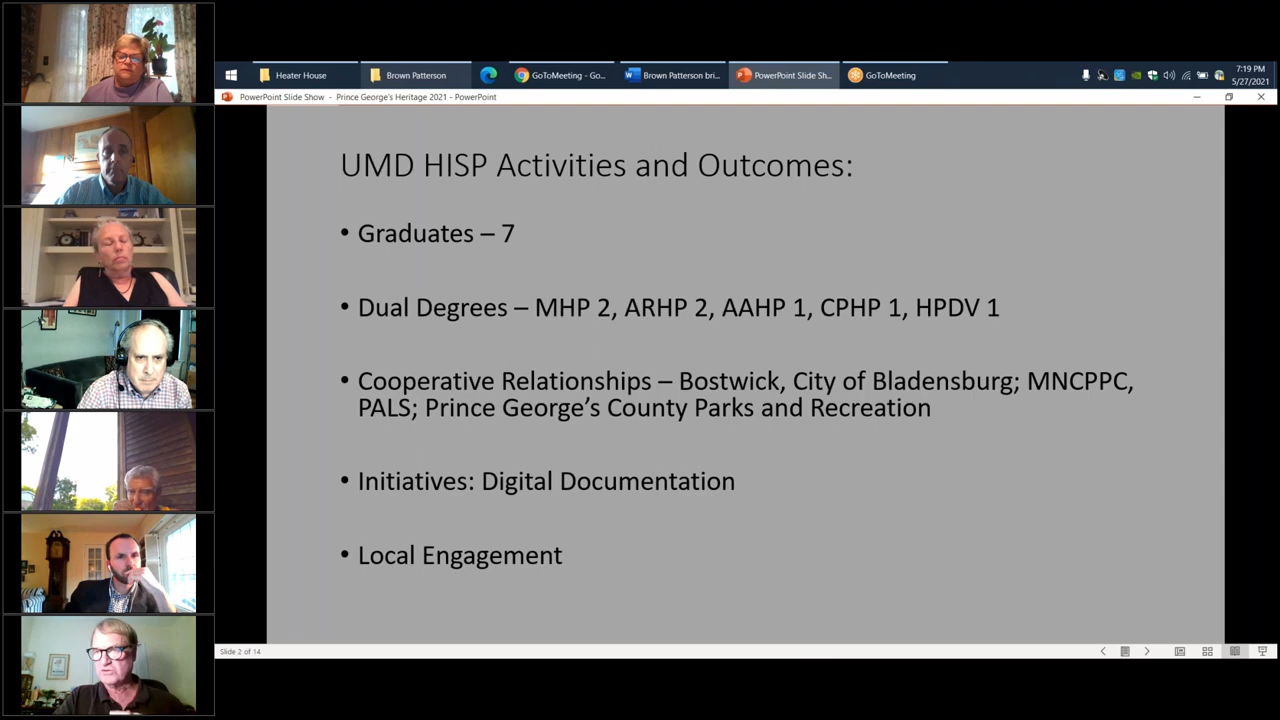 Heater House
Brown Patterson
GoToMeeting - Go...
Brown Patterson bri...
PowerPoint Slide Sh...
GoToMeeting
7:19 PM
5/27/2021
PowerPoint Slide Show - Prince George's Heritage 2021 - PowerPoint
UMD HISP Activities and Outcomes:
• Graduates – 7
• Dual Degrees – MHP 2, ARHP 2, AAHP 1, CPHP 1, HPDV 1
• Cooperative Relationships – Bostwick, City of Bladensburg; MNCPPC,
PALS; Prince George’s County Parks and Recreation
• Initiatives: Digital Documentation
• Local Engagement
Slide 2 of 14